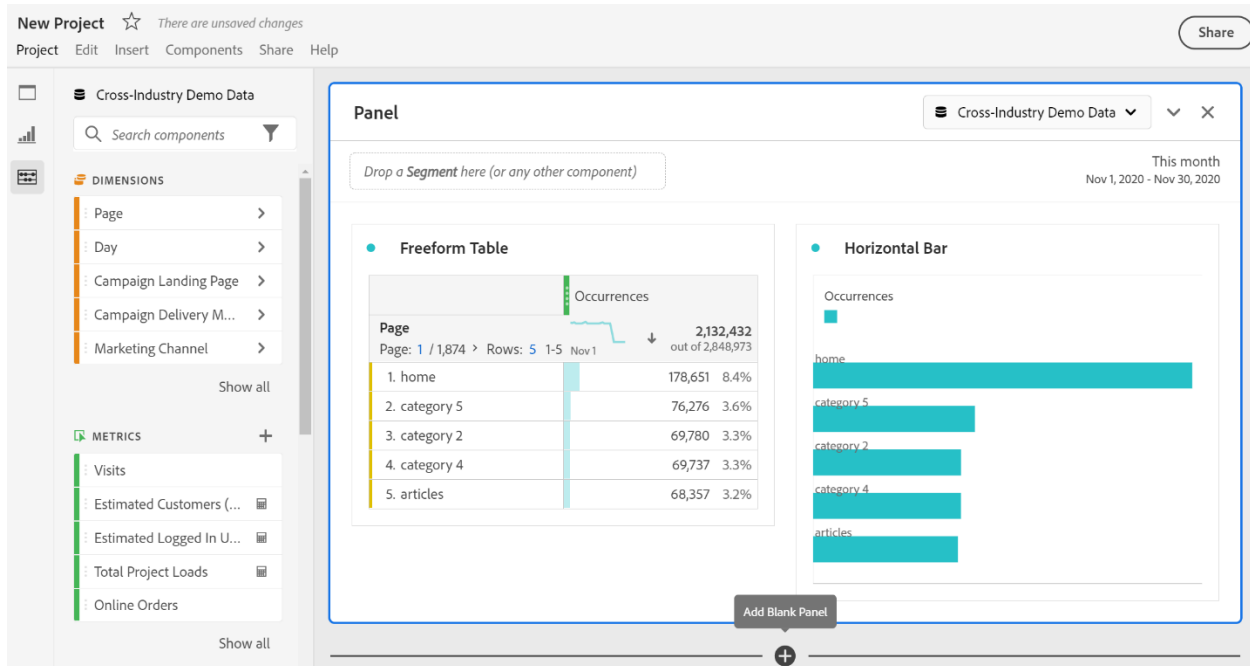 New Project There are unsaved changes
Project Edit Insert Components Share Help
Share
Cross-Industry Demo Data
Search components
DIMENSIONS
Page
Day
Campaign Landing Page
Campaign Delivery M...
Marketing Channel
Show all
METRICS
Visits
Estimated Customers (...
Estimated Logged In U...
Total Project Loads
Online Orders
Show all
Panel
Cross-Industry Demo Data
Drop a Segment here (or any other component)
This month
Nov 1, 2020 - Nov 30, 2020
Freeform Table
Occurrences
Page
Page: 1 / 1,874 > Rows: 5 1-5 Nov 1
2,132,432
out of 2,848,973
1. home 178,651 8.4%
2. category 5 76,276 3.6%
3. category 2 69,780 3.3%
4. category 4 69,737 3.3%
5. articles 68,357 3.2%
Horizontal Bar
Occurrences
home
category 5
category 2
category 4
articles
Add Blank Panel